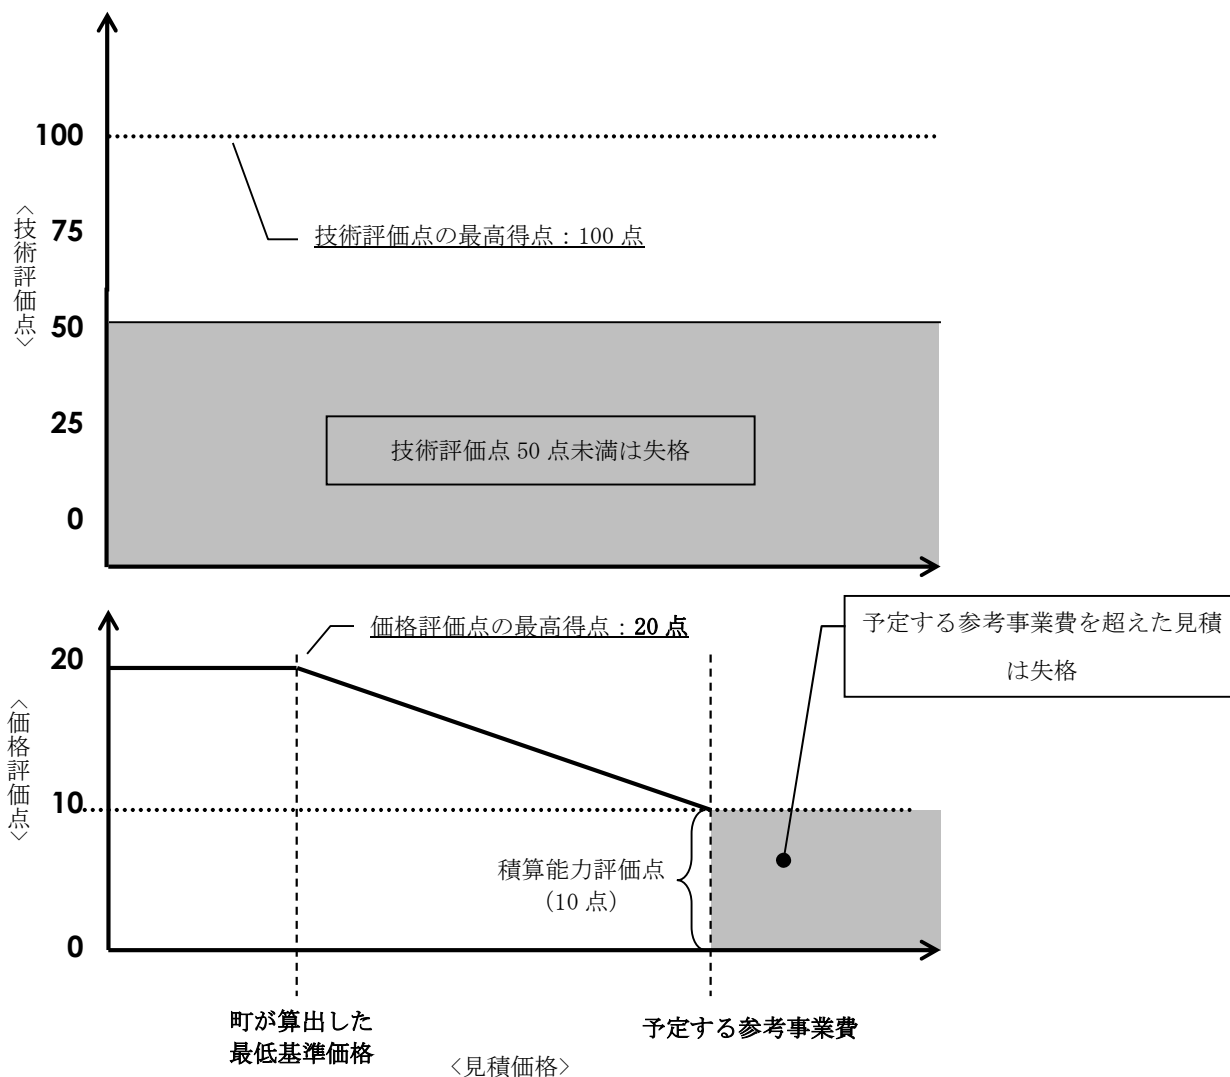 100
技術評価点の最高得点：100 点
75
〈技術評価点〉
50
25
技術評価点 50 点未満は失格
0
価格評価点の最高得点：20 点
予定する参考事業費を超えた見積
は失格
20
〈価格評価点〉
10
積算能力評価点
（10 点）
0
町が算出した
最低基準価格
予定する参考事業費
〈見積価格〉